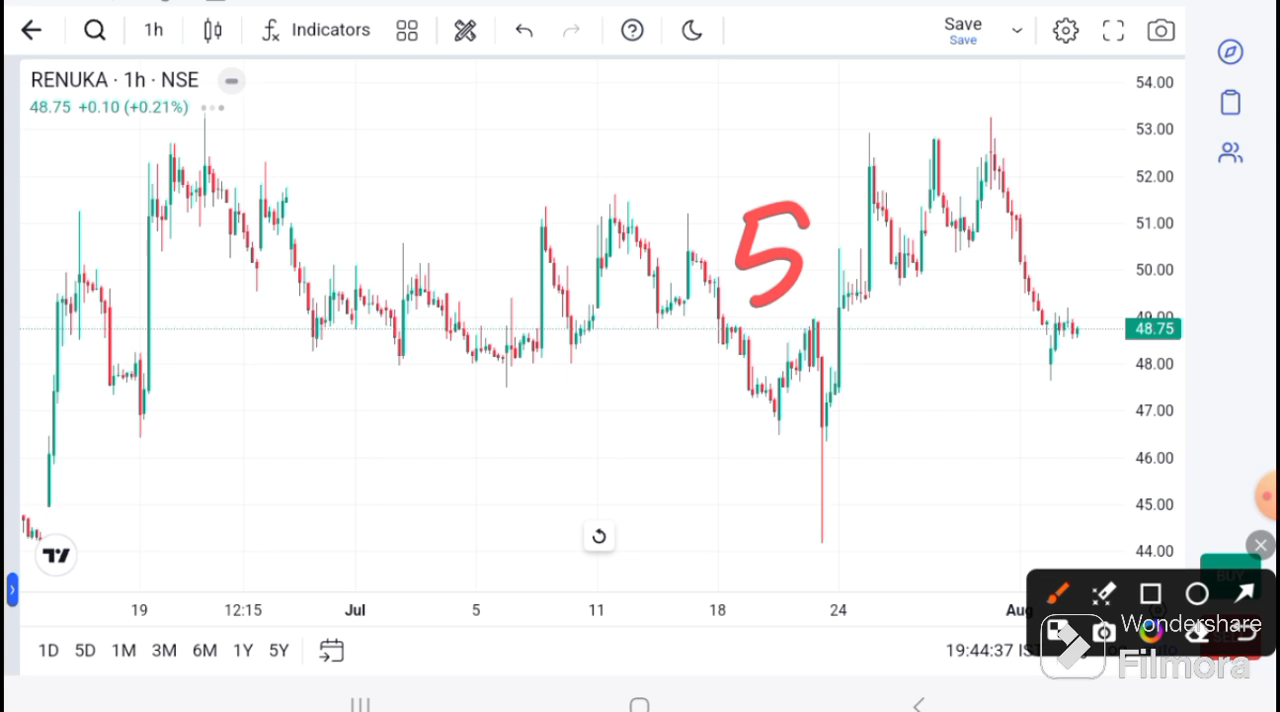 1h
Indicators
Save
Save
RENUKA · 1h · NSE
48.75 +0.10 (+0.21%)
5
54.00
53.00
52.00
51.00
50.00
49.00
48.75
48.00
47.00
46.00
45.00
44.00
19 12:15 Jul 5 11 18 24 Aug
1D 5D 1M 3M 6M 1Y 5Y
19:44:37
BUY
Wondershare
Filmora